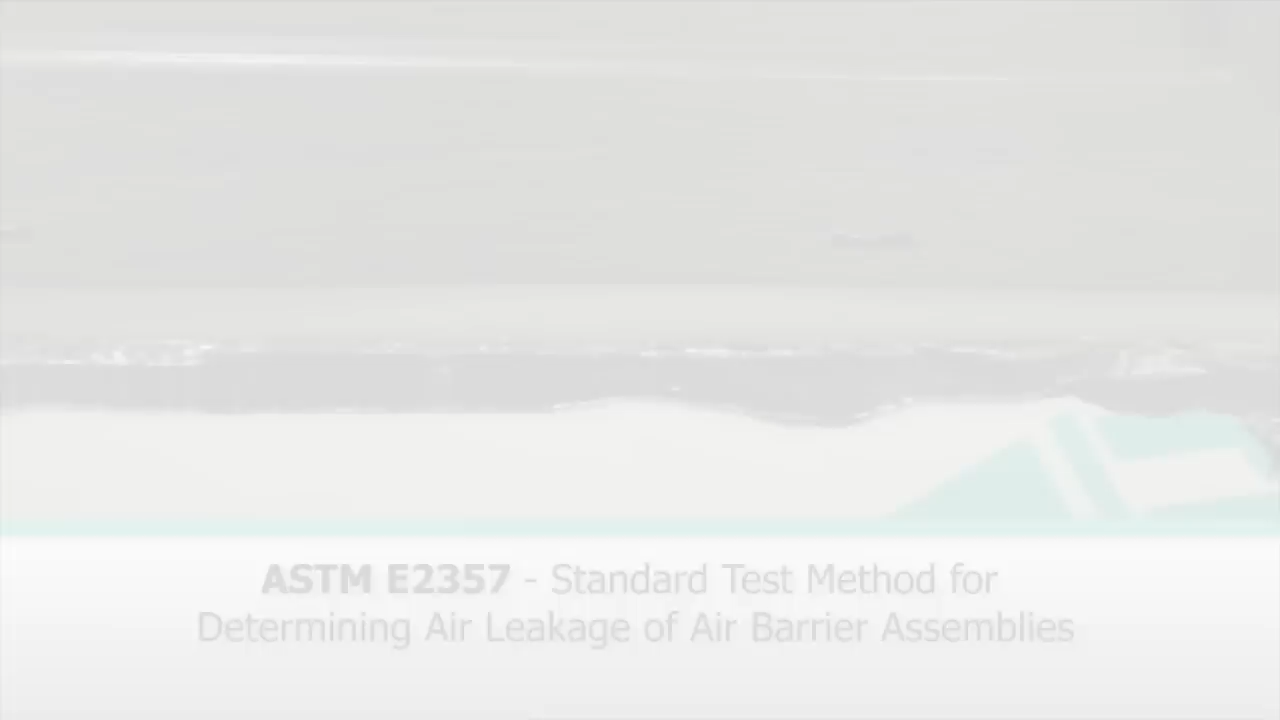 ASTM E2357 - Standard Test Method for
Determining Air Leakage of Air Barrier Assemblies